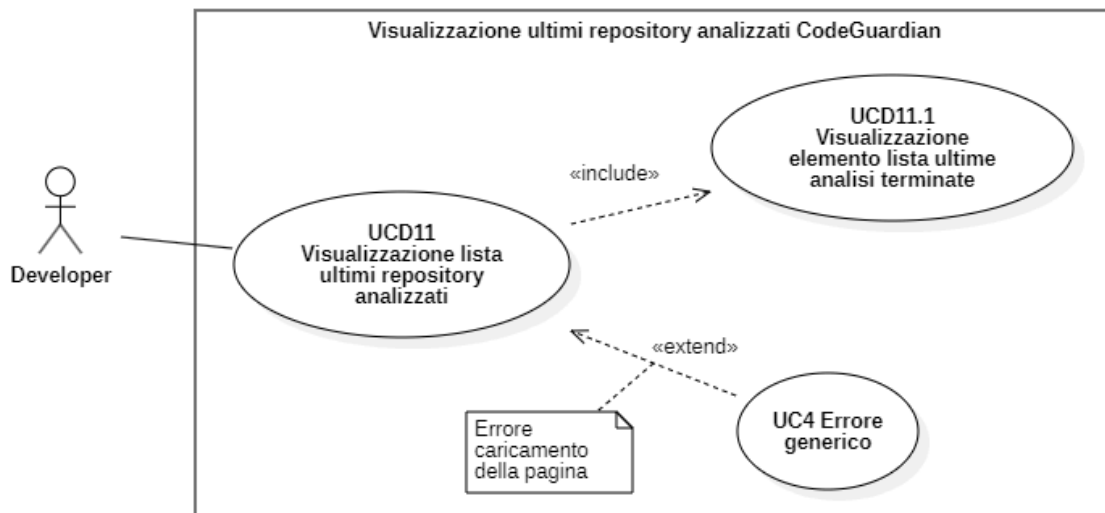 Visualizzazione ultimi repository analizzati CodeGuardian
UCD11.1
Visualizzazione
elemento lista ultime
analisi terminate
«include»
UCD11
Visualizzazione lista
ultimi repository
analizzati
Developer
«extend»
UC4 Errore
generico
Errore
caricamento
della pagina